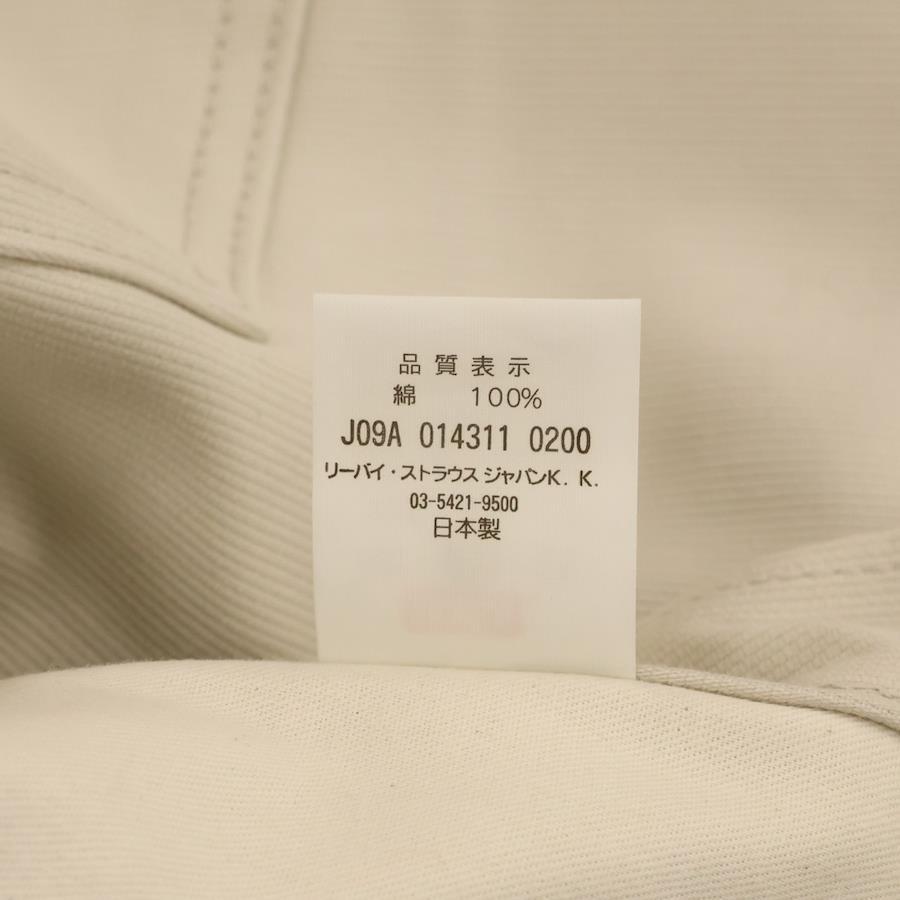 品質表示
綿 100%
J09A 014311 0200
リーバイ・ストラウス ジャパンK. K.
03-5421-9500
日本製